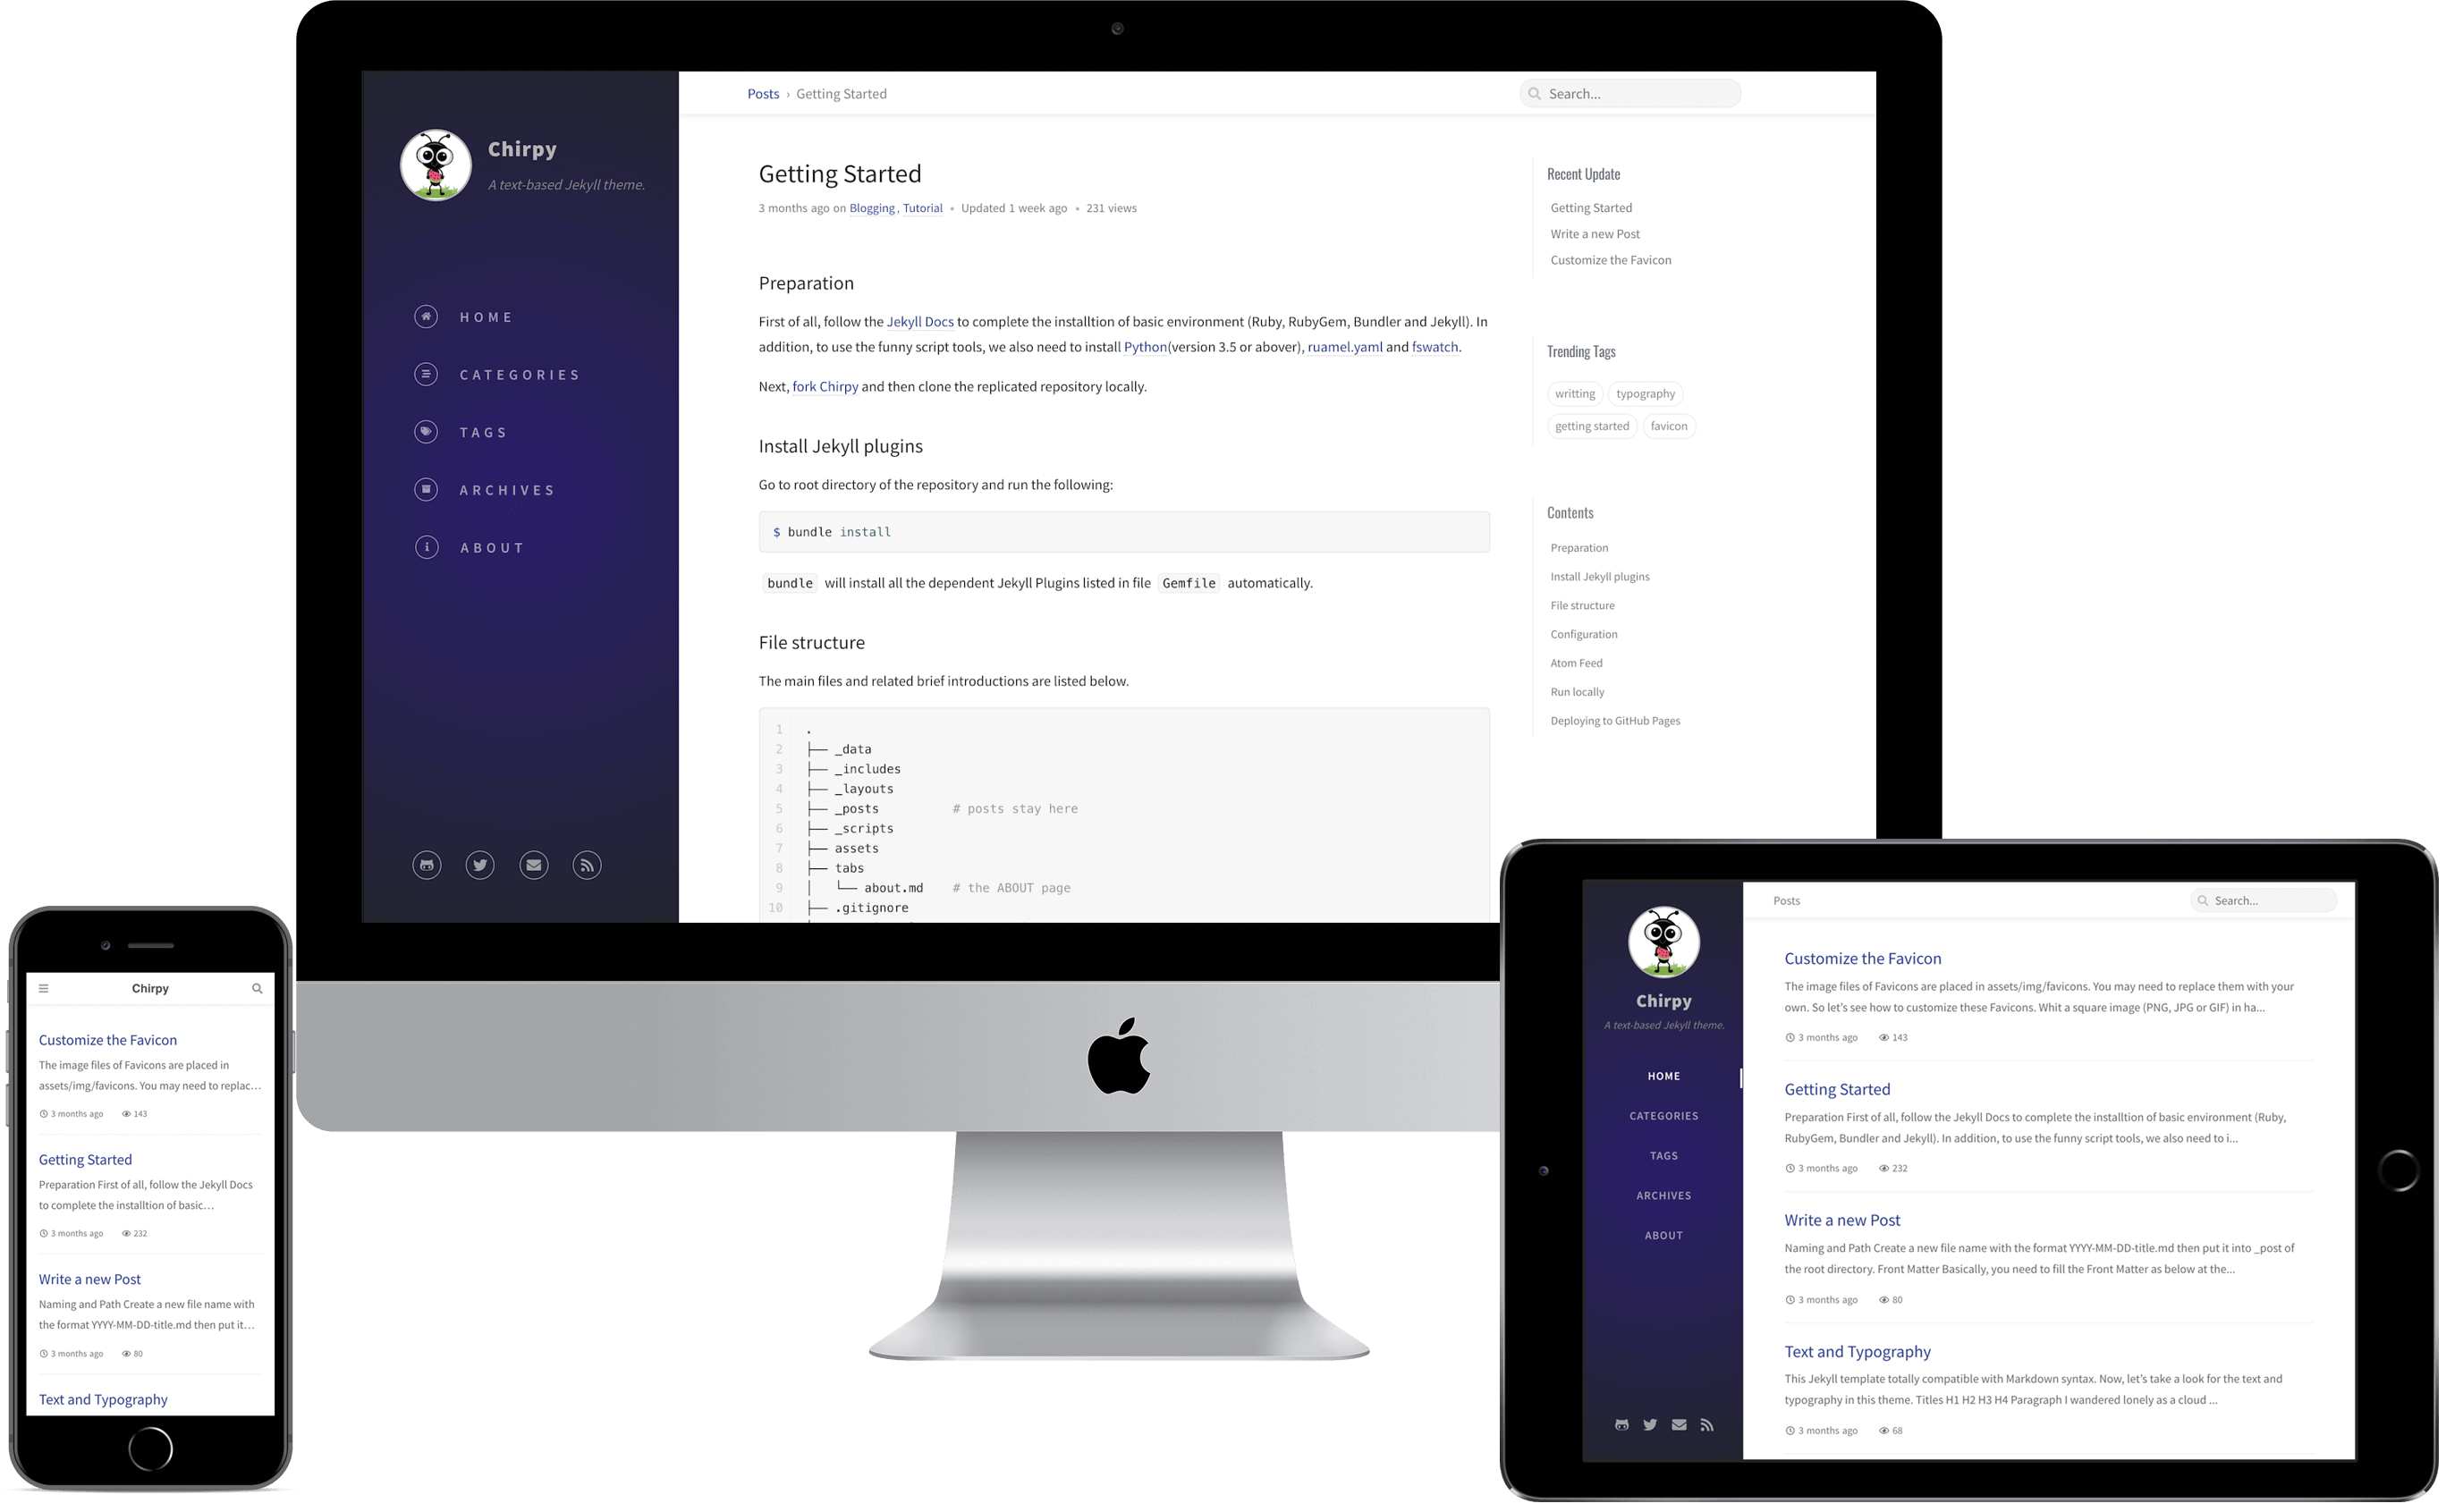 Chirpy
A text-based Jekyll theme.
HOME
CATEGORIES
TAGS
ARCHIVES
ABOUT
Posts › Getting Started
Search...
Getting Started
3 months ago on Blogging, Tutorial • Updated 1 week ago • 231 views
Preparation
First of all, follow the Jekyll Docs to complete the installtion of basic environment (Ruby, RubyGem, Bundler and Jekyll). In
addition, to use the funny script tools, we also need to install Python(version 3.5 or abover), ruamel.yaml and fswatch.
Next, fork Chirpy and then clone the replicated repository locally.
Install Jekyll plugins
Go to root directory of the repository and run the following:
$ bundle install
bundle will install all the dependent Jekyll Plugins listed in file Gemfile automatically.
File structure
The main files and related brief introductions are listed below.
1 .
2 ├── _data
3 ├── _includes
4 ├── _layouts
5 ├── _posts # posts stay here
6 ├── _scripts
7 ├── assets
8 ├── tabs
9 │ └── about.md # the ABOUT page
10 ├── .gitignore
Recent Update
Getting Started
Write a new Post
Customize the Favicon
Trending Tags
writting typography
getting started favicon
Contents
Preparation
Install Jekyll plugins
File structure
Configuration
Atom Feed
Run locally
Deploying to GitHub Pages
Chirpy
Customize the Favicon
The image files of Favicons are placed in
assets/img/favicons. You may need to replac...
3 months ago 143
Getting Started
Preparation First of all, follow the Jekyll Docs
to complete the installtion of basic...
3 months ago 232
Write a new Post
Naming and Path Create a new file name with
the format YYYY-MM-DD-title.md then put it...
3 months ago 80
Text and Typography
Chirpy
A text-based Jekyll theme.
HOME
CATEGORIES
TAGS
ARCHIVES
ABOUT
Posts
Search...
Customize the Favicon
The image files of Favicons are placed in assets/img/favicons. You may need to replace them with your
own. So let's see how to customize these Favicons. Whit a square image (PNG, JPG or GIF) in ha...
3 months ago 143
Getting Started
Preparation First of all, follow the Jekyll Docs to complete the installtion of basic environment (Ruby,
RubyGem, Bundler and Jekyll). In addition, to use the funny script tools, we also need to i...
3 months ago 232
Write a new Post
Naming and Path Create a new file name with the format YYYY-MM-DD-title.md then put it into _post of
the root directory. Front Matter Basically, you need to fill the Front Matter as below at the...
3 months ago 80
Text and Typography
This Jekyll template totally compatible with Markdown syntax. Now, let's take a look for the text and
typography in this theme. Titles H1 H2 H3 H4 Paragraph I wandered lonely as a cloud ...
3 months ago 68